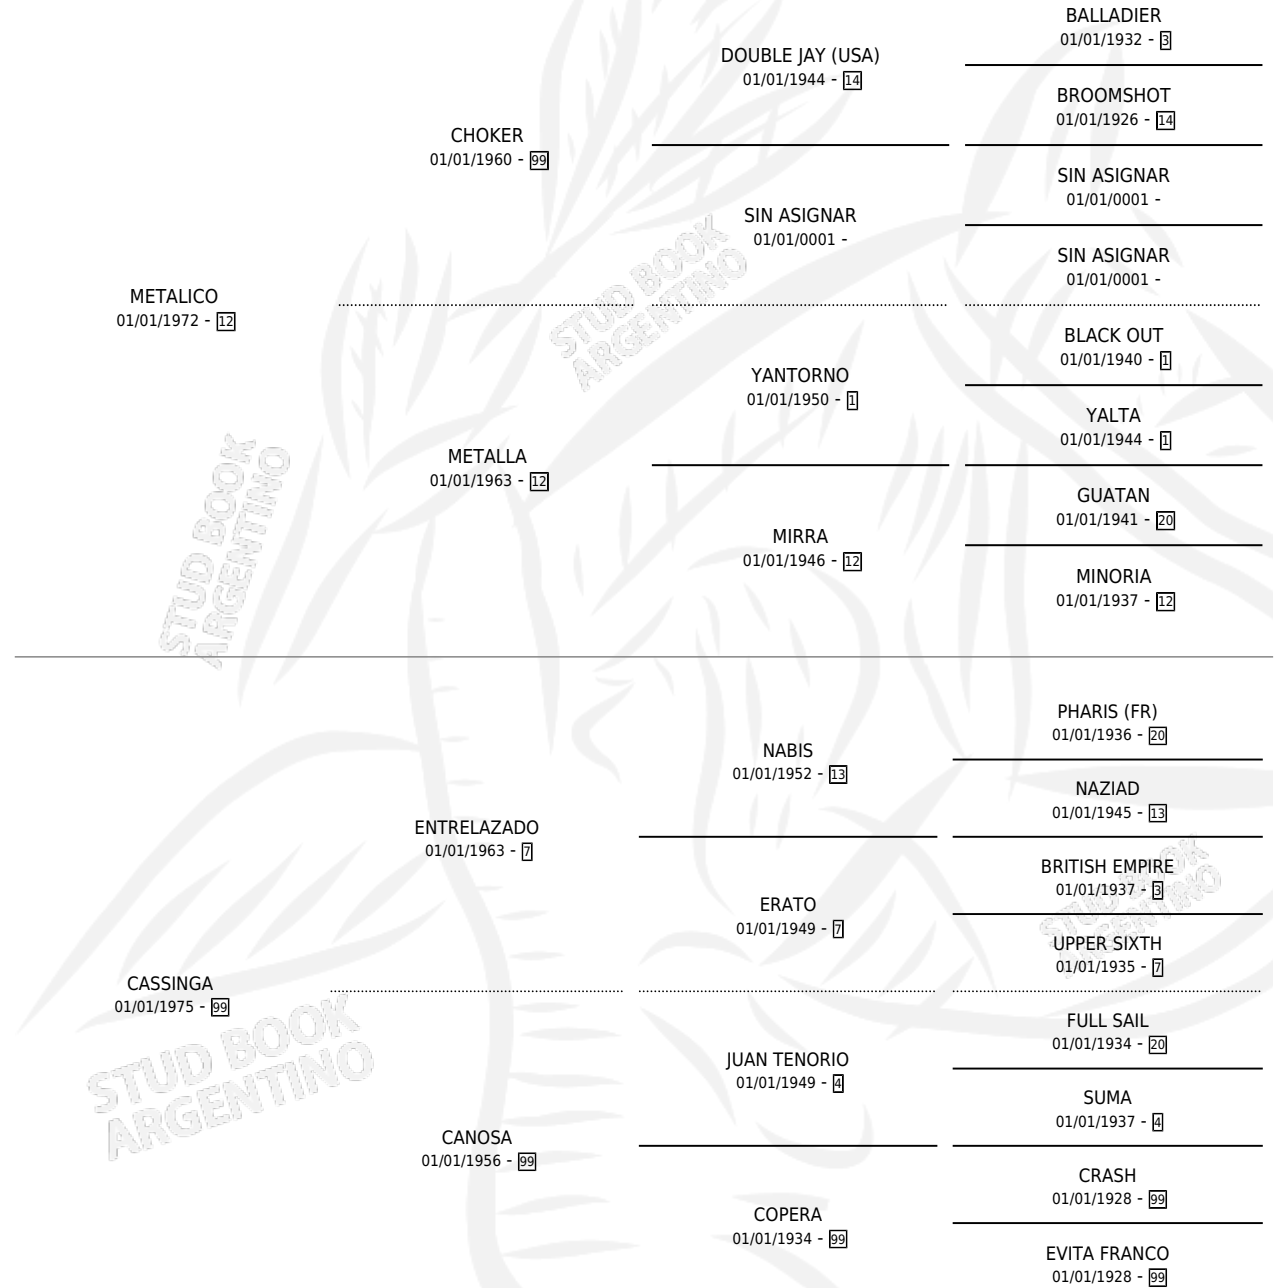 BALLADIER
01/01/1932 - 3
DOUBLE JAY (USA)
01/01/1944 - 14
BROOMSHOT
01/01/1926 - 14
CHOKER
01/01/1960 - 99
SIN ASIGNAR
01/01/0001 -
SIN ASIGNAR
01/01/0001 -
SIN ASIGNAR
01/01/0001 -
METALICO
01/01/1972 - 12
BLACK OUT
01/01/1940 - 1
YANTORNO
01/01/1950 - 1
YALTA
01/01/1944 - 1
METALLA
01/01/1963 - 12
GUATAN
01/01/1941 - 20
MIRRA
01/01/1946 - 12
MINORIA
01/01/1937 - 12
PHARIS (FR)
01/01/1936 - 20
NABIS
01/01/1952 - 13
NAZIAD
01/01/1945 - 13
ENTRELAZADO
01/01/1963 - 7
BRITISH EMPIRE
01/01/1937 - 3
ERATO
01/01/1949 - 7
UPPER SIXTH
01/01/1935 - 7
CASSINGA
01/01/1975 - 99
FULL SAIL
01/01/1934 - 20
JUAN TENORIO
01/01/1949 - 4
SUMA
01/01/1937 - 4
CANOSA
01/01/1956 - 99
CRASH
01/01/1928 - 99
COPERA
01/01/1934 - 99
EVITA FRANCO
01/01/1928 - 99
STUD BOOK
ARGENTINO
STUD BOOK
ARGENTINO
STUD BOOK
ARGENTINO
STUD BOOK
ARGENTINO